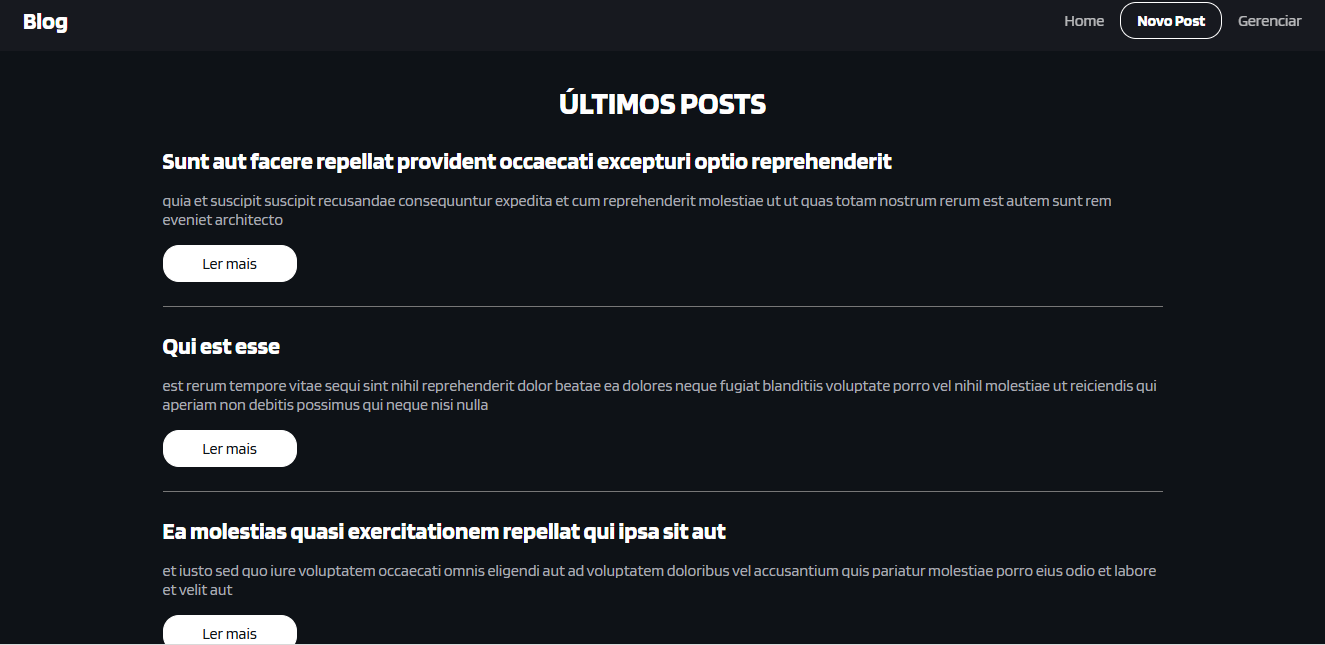 Blog
Home
Novo Post
Gerenciar
ÚLTIMOS POSTS
Sunt aut facere repellat provident occaecati excepturi optio reprehenderit
quia et suscipit suscipit recusandae consequuntur expedita et cum reprehenderit molestiae ut ut quas totam nostrum rerum est autem sunt rem
eveniet architecto
Ler mais
Qui est esse
est rerum tempore vitae sequi sint nihil reprehenderit dolor beatae ea dolores neque fugiat blanditiis voluptate porro vel nihil molestiae ut reiciendis qui
aperiam non debitis possimus qui neque nisi nulla
Ler mais
Ea molestias quasi exercitationem repellat qui ipsa sit aut
et iusto sed quo iure voluptatem occaecati omnis eligendi aut ad voluptatem doloribus vel accusantium quis pariatur molestiae porro eius odio et labore
et velit aut
Ler mais